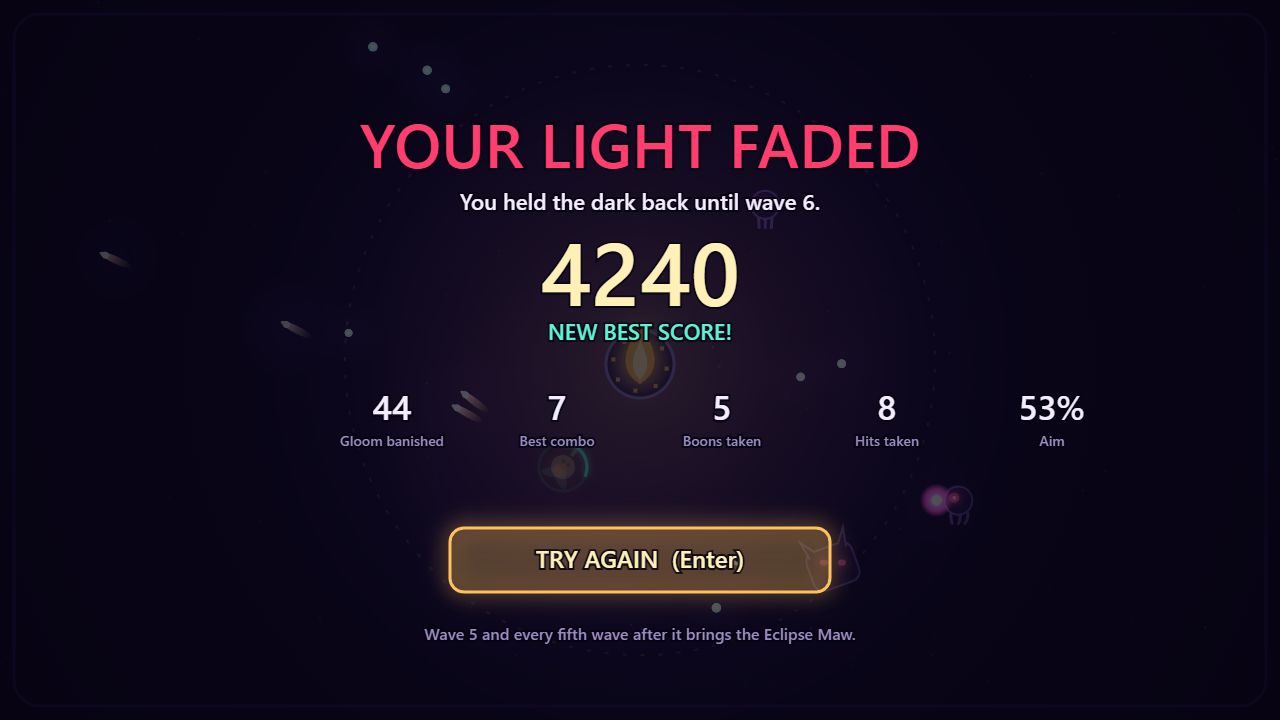 YOUR LIGHT FADED
You held the dark back until wave 6.
4240
NEW BEST SCORE!
44 7 5 8 53%
Gloom banished Best combo Boons taken Hits taken Aim
TRY AGAIN (Enter)
Wave 5 and every fifth wave after it brings the Eclipse Maw.